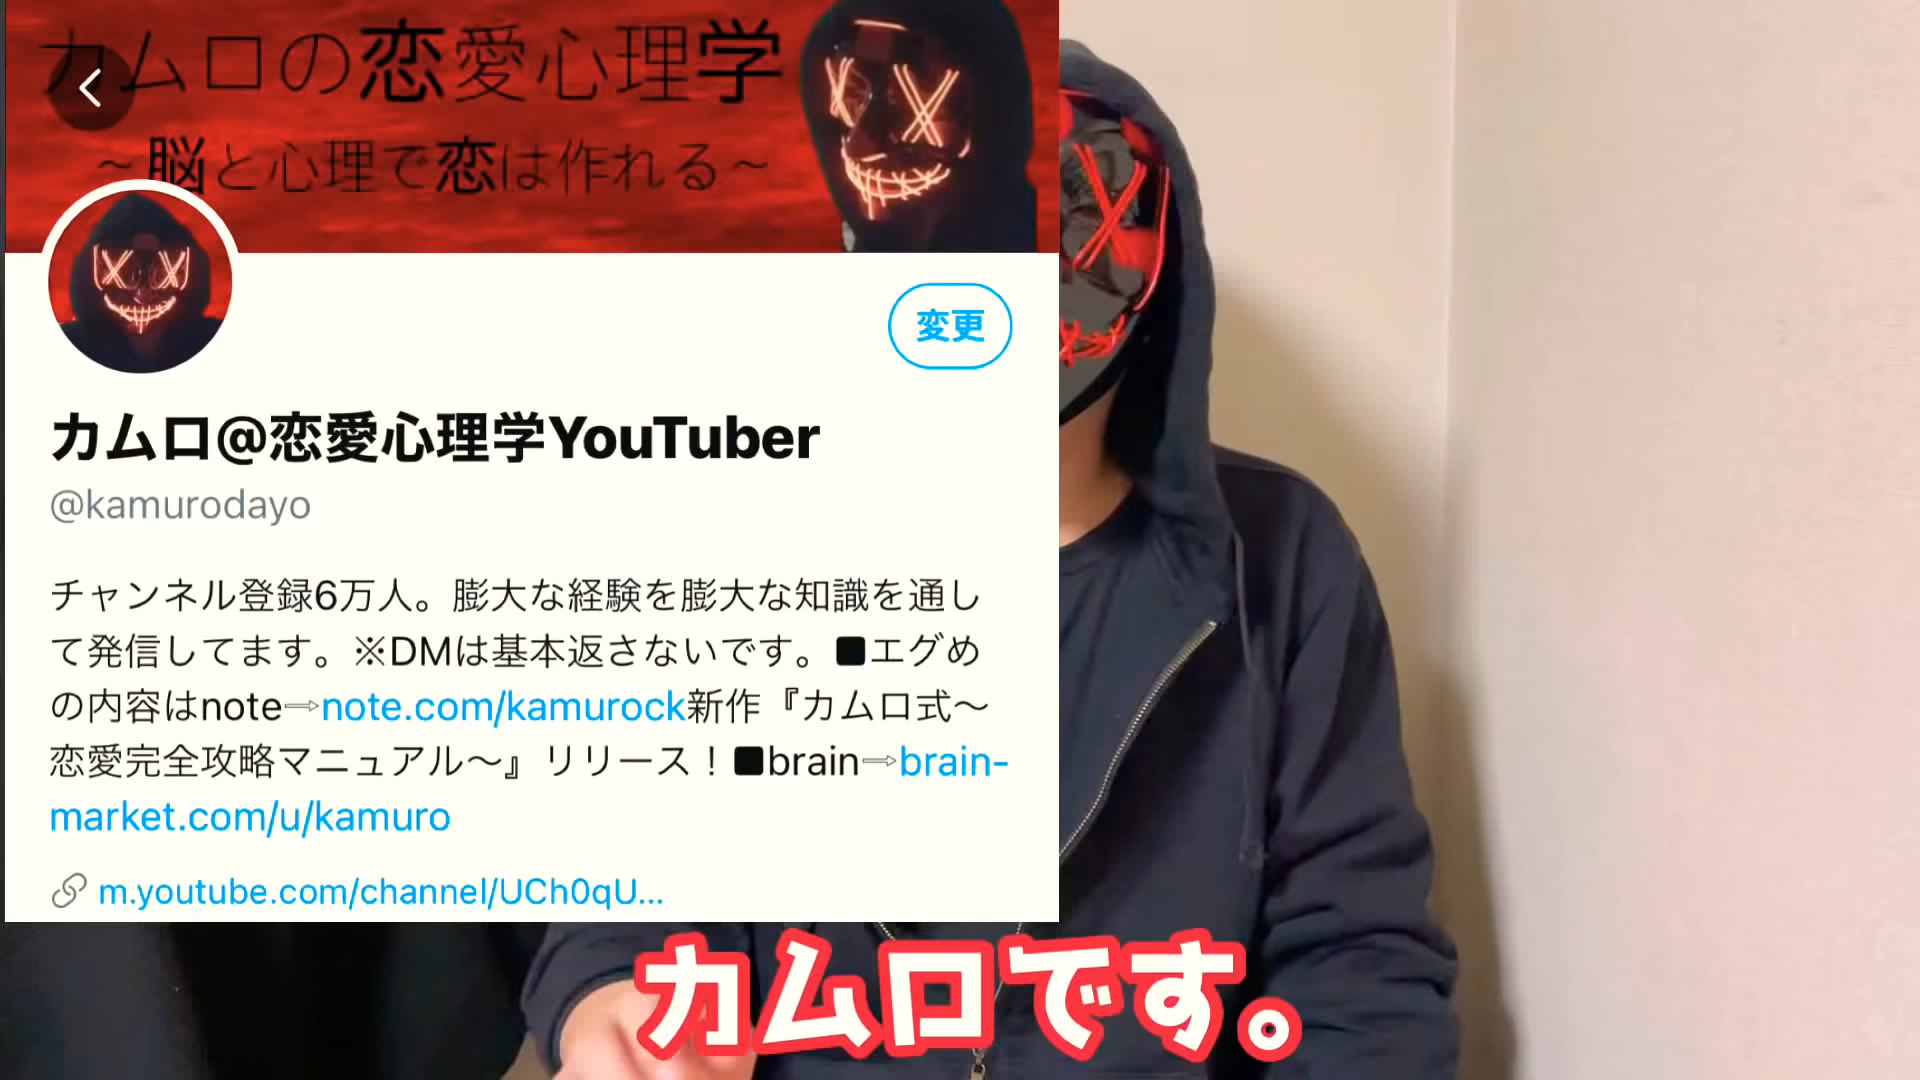 カムロの恋愛心理学
～脳と心理で恋は作れる～
変更
カムロ@恋愛心理学YouTuber
@kamurodayo
チャンネル登録6万人。膨大な経験を膨大な知識を通し
て発信してます。※DMは基本返さないです。■エグめ
の内容はnote⇨note.com/kamurock新作『カムロ式〜
恋愛完全攻略マニュアル〜』リリース！■brain⇨brain-
market.com/u/kamuro
m.youtube.com/channel/UCh0qU...
カムロです。